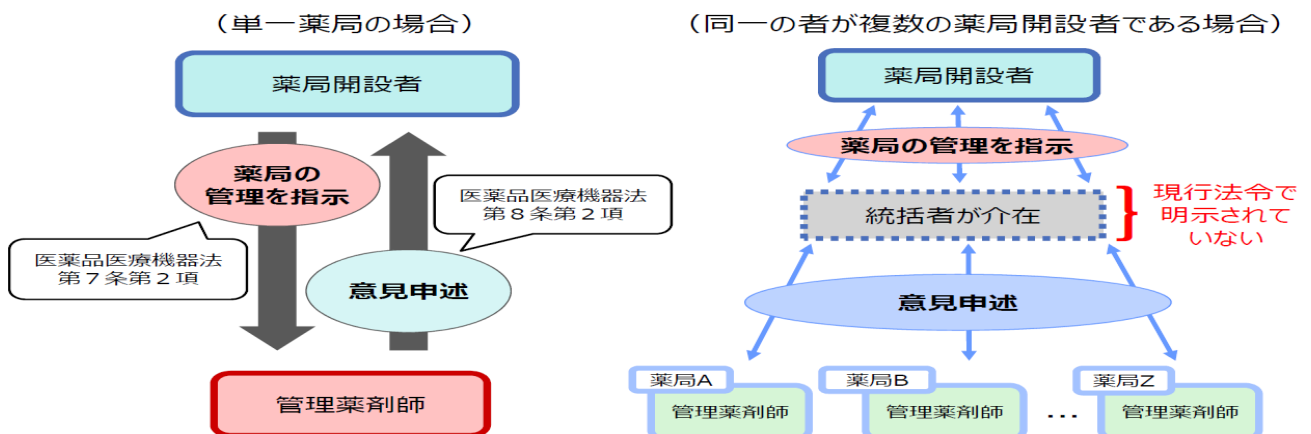 (単一薬局の場合)
薬局開設者
薬局の
管理を指示
医薬品医療機器法
第8条第2項
医薬品医療機器法
第7条第2項
意見申述
管理薬剤師
(同一の者が複数の薬局開設者である場合)
薬局開設者
薬局の管理を指示
統括者が介在
現行法令で
明示されて
いない
意見申述
薬局A
管理薬剤師
薬局B
管理薬剤師
…
薬局Z
管理薬剤師